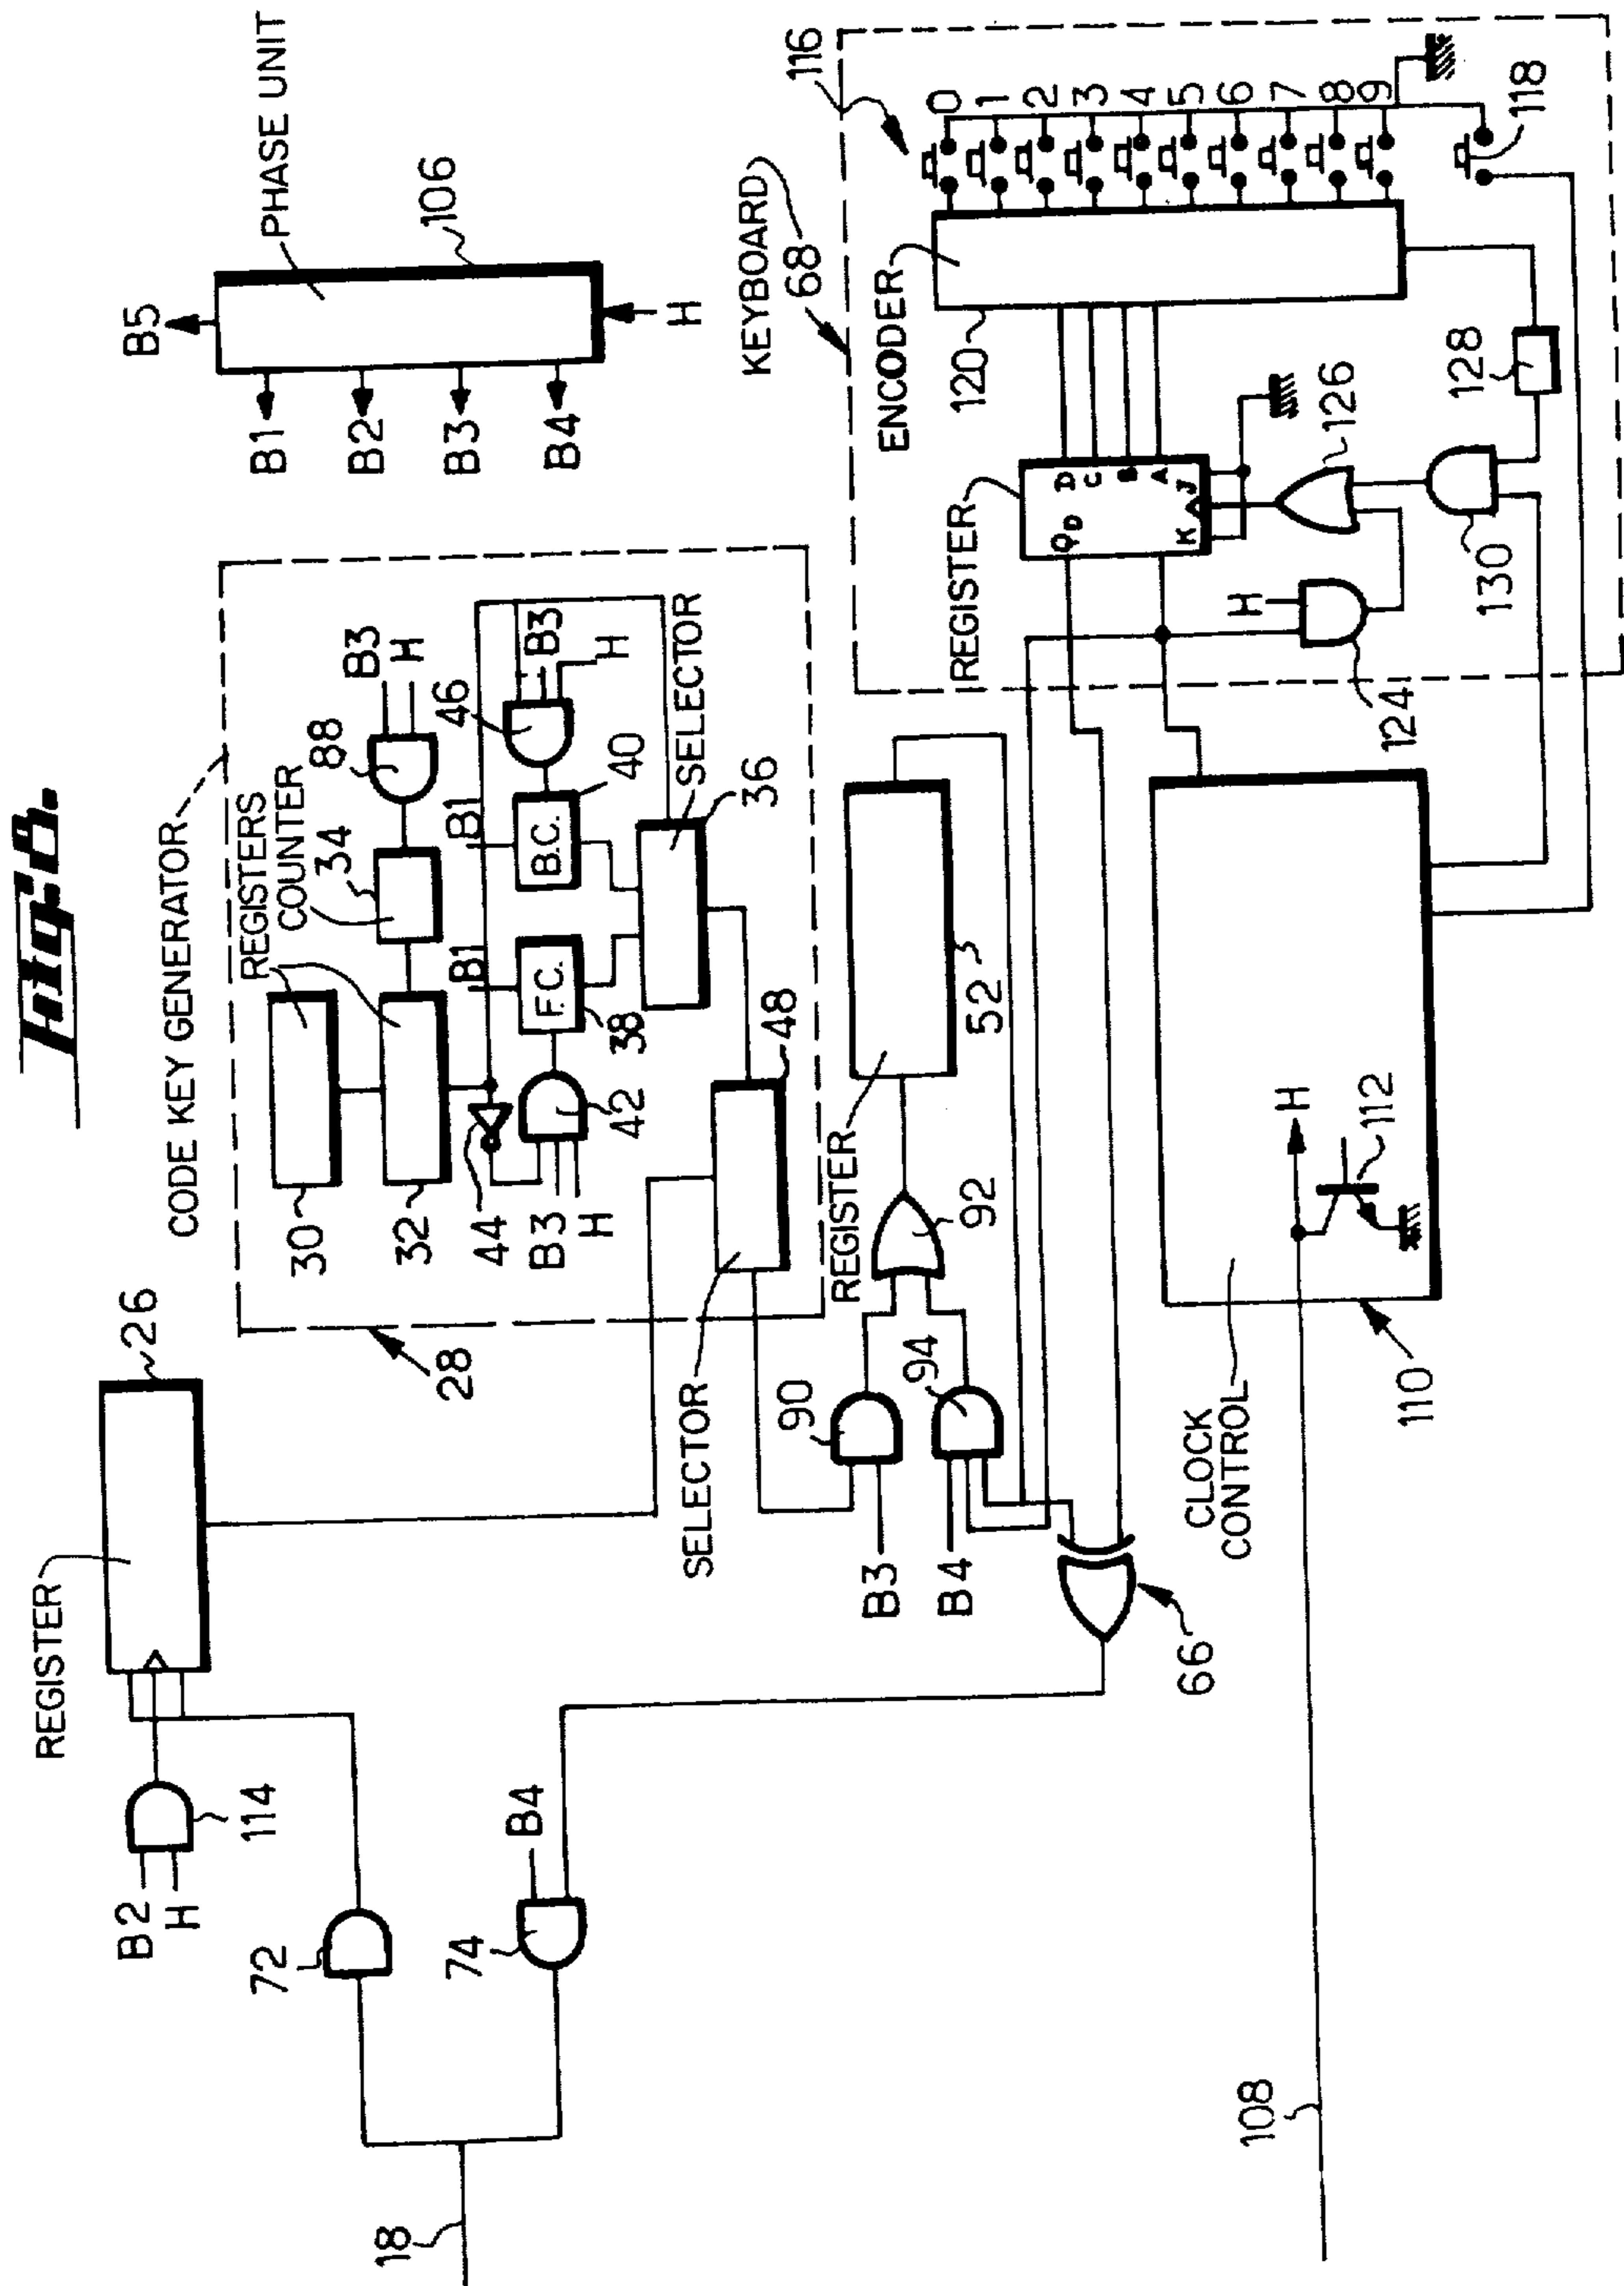 Fig. 8.
PHASE UNIT
106
B5
B1
B2
B3
B4
H
CODE KEY GENERATOR
REGISTERS
COUNTER
34
88
B3
H
30
32
44
B3
H
42
B1
F.C.
38
B1
B.C.
40
46
B3
H
SELECTOR
36
48
28
SELECTOR
REGISTER
26
B2
H
114
72
74
B4
18
90
B3
94
B4
92
REGISTER
52
66
KEYBOARD
68
116
ENCODER
120
REGISTER
Q D
D
C
B
A
J
K
0
1
2
3
4
5
6
7
8
9
118
H
124
126
128
130
CLOCK
CONTROL
110
H
112
108